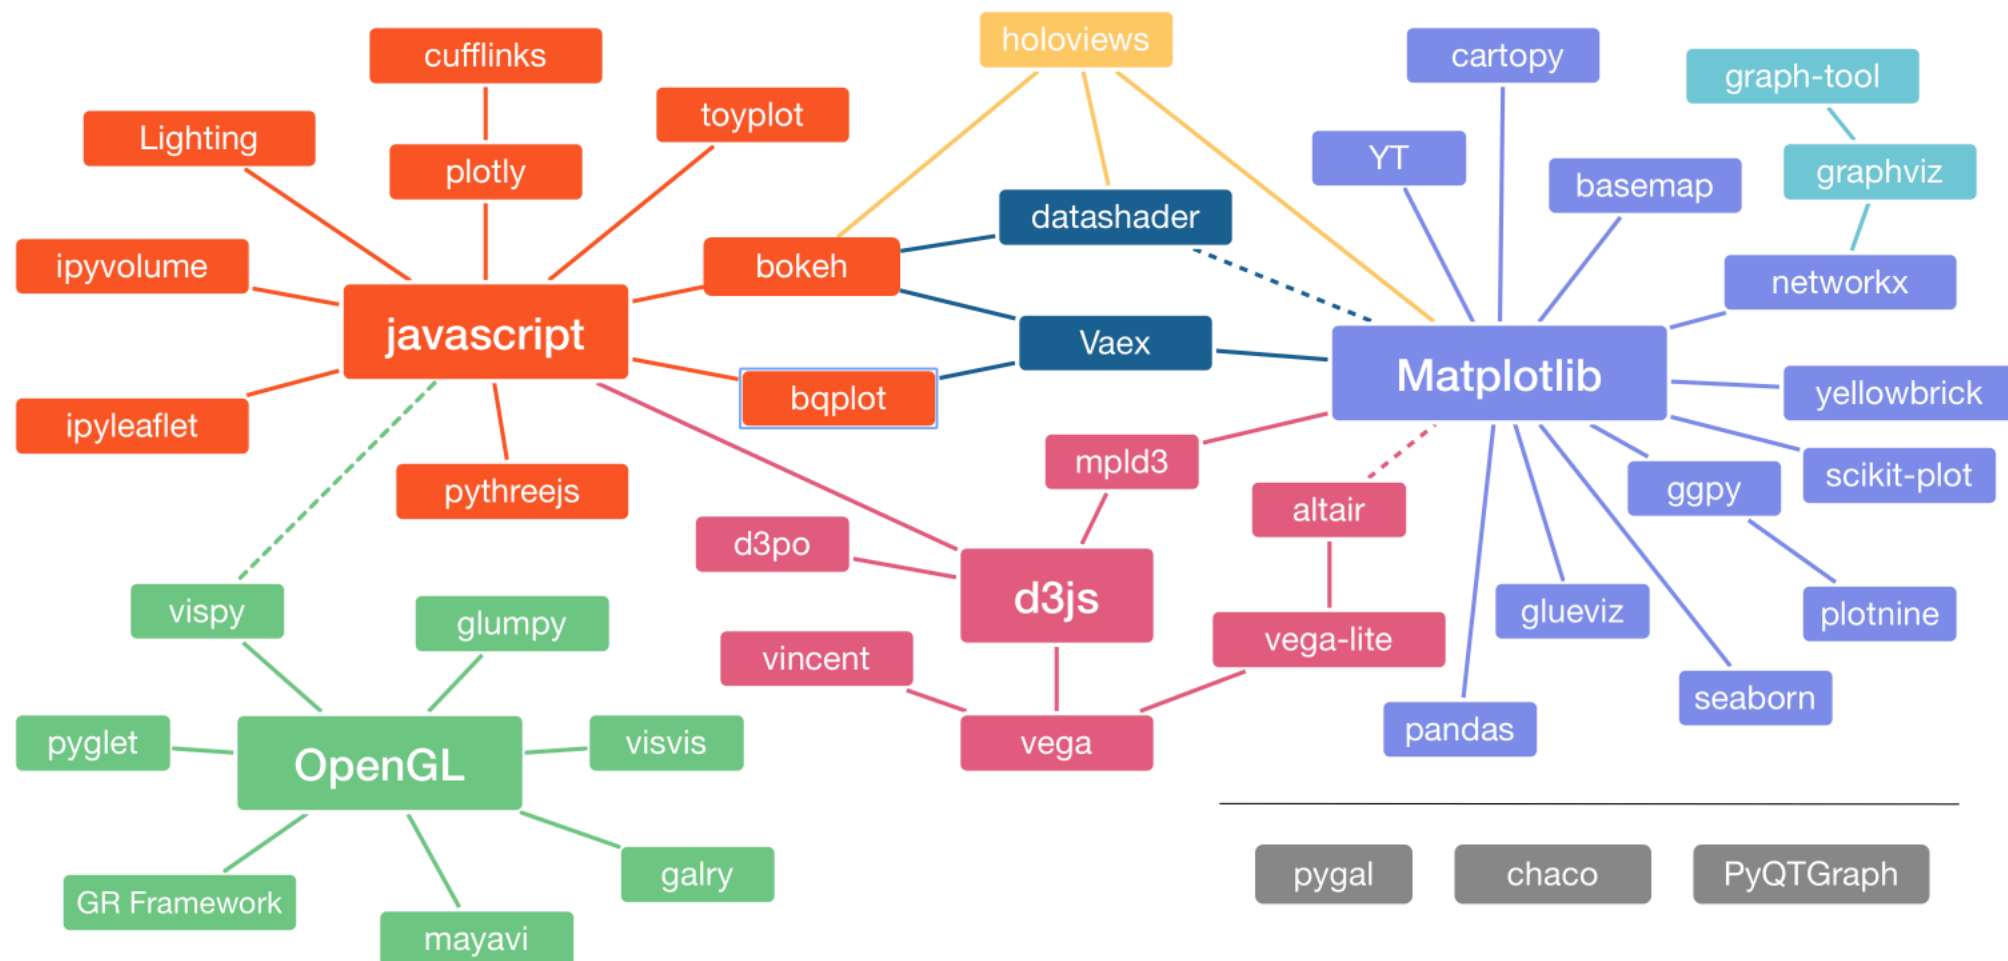 holoviews
cufflinks
cartopy
graph-tool
toyplot
Lighting
YT
plotly
graphviz
basemap
datashader
ipyvolume
bokeh
networkx
javascript
Vaex
Matplotlib
yellowbrick
bqplot
ipyleaflet
mpld3
scikit-plot
pythreejs
ggpy
altair
d3po
d3js
vispy
glumpy
glueviz
plotnine
vega-lite
vincent
seaborn
pandas
pyglet
OpenGL
visvis
vega
galry
pygal
chaco
PyQTGraph
GR Framework
mayavi